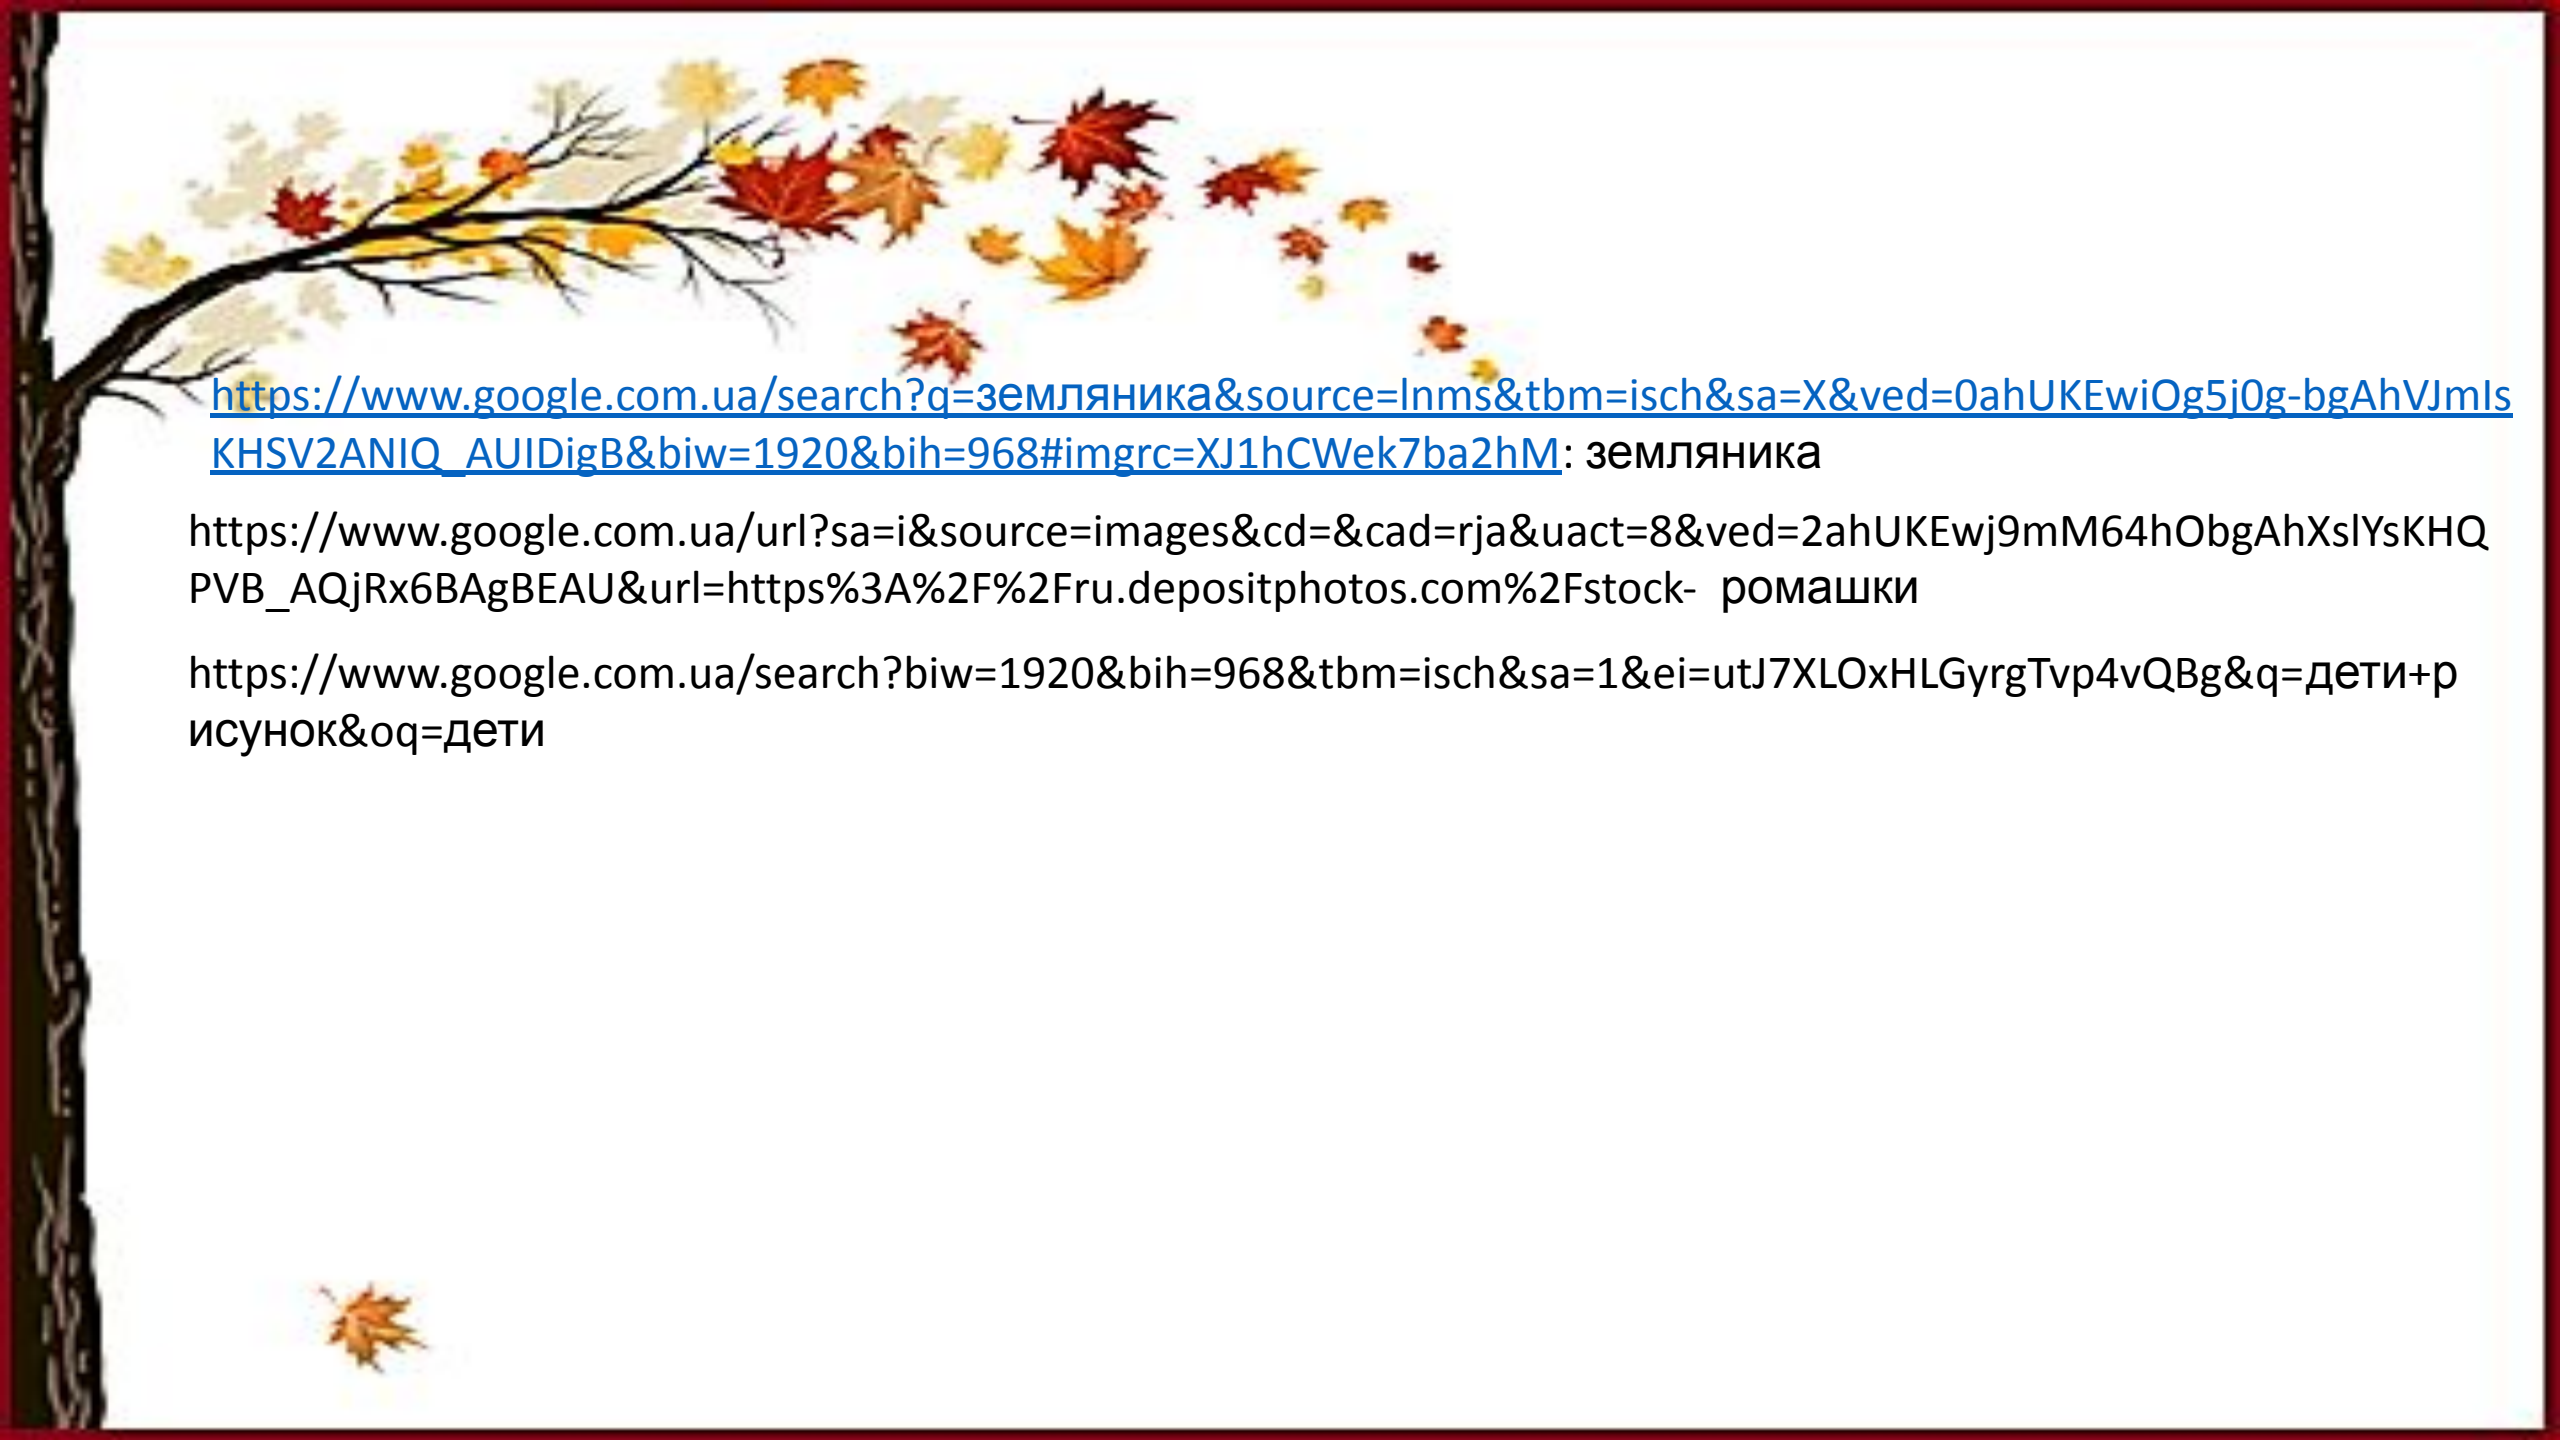 https://www.google.com.ua/search?q=земляника&source=lnms&tbm=isch&sa=X&ved=0ahUKEwiOg5j0g-bgAhVJmIs
KHSV2ANIQ_AUIDigB&biw=1920&bih=968#imgrc=XJ1hCWek7ba2hM: земляника
https://www.google.com.ua/url?sa=i&source=images&cd=&cad=rja&uact=8&ved=2ahUKEwj9mM64hObgAhXslYsKHQ
PVB_AQjRx6BAgBEAU&url=https%3A%2F%2Fru.depositphotos.com%2Fstock- ромашки
https://www.google.com.ua/search?biw=1920&bih=968&tbm=isch&sa=1&ei=utJ7XLOxHLGyrgTvp4vQBg&q=дети+р
исунок&oq=дети